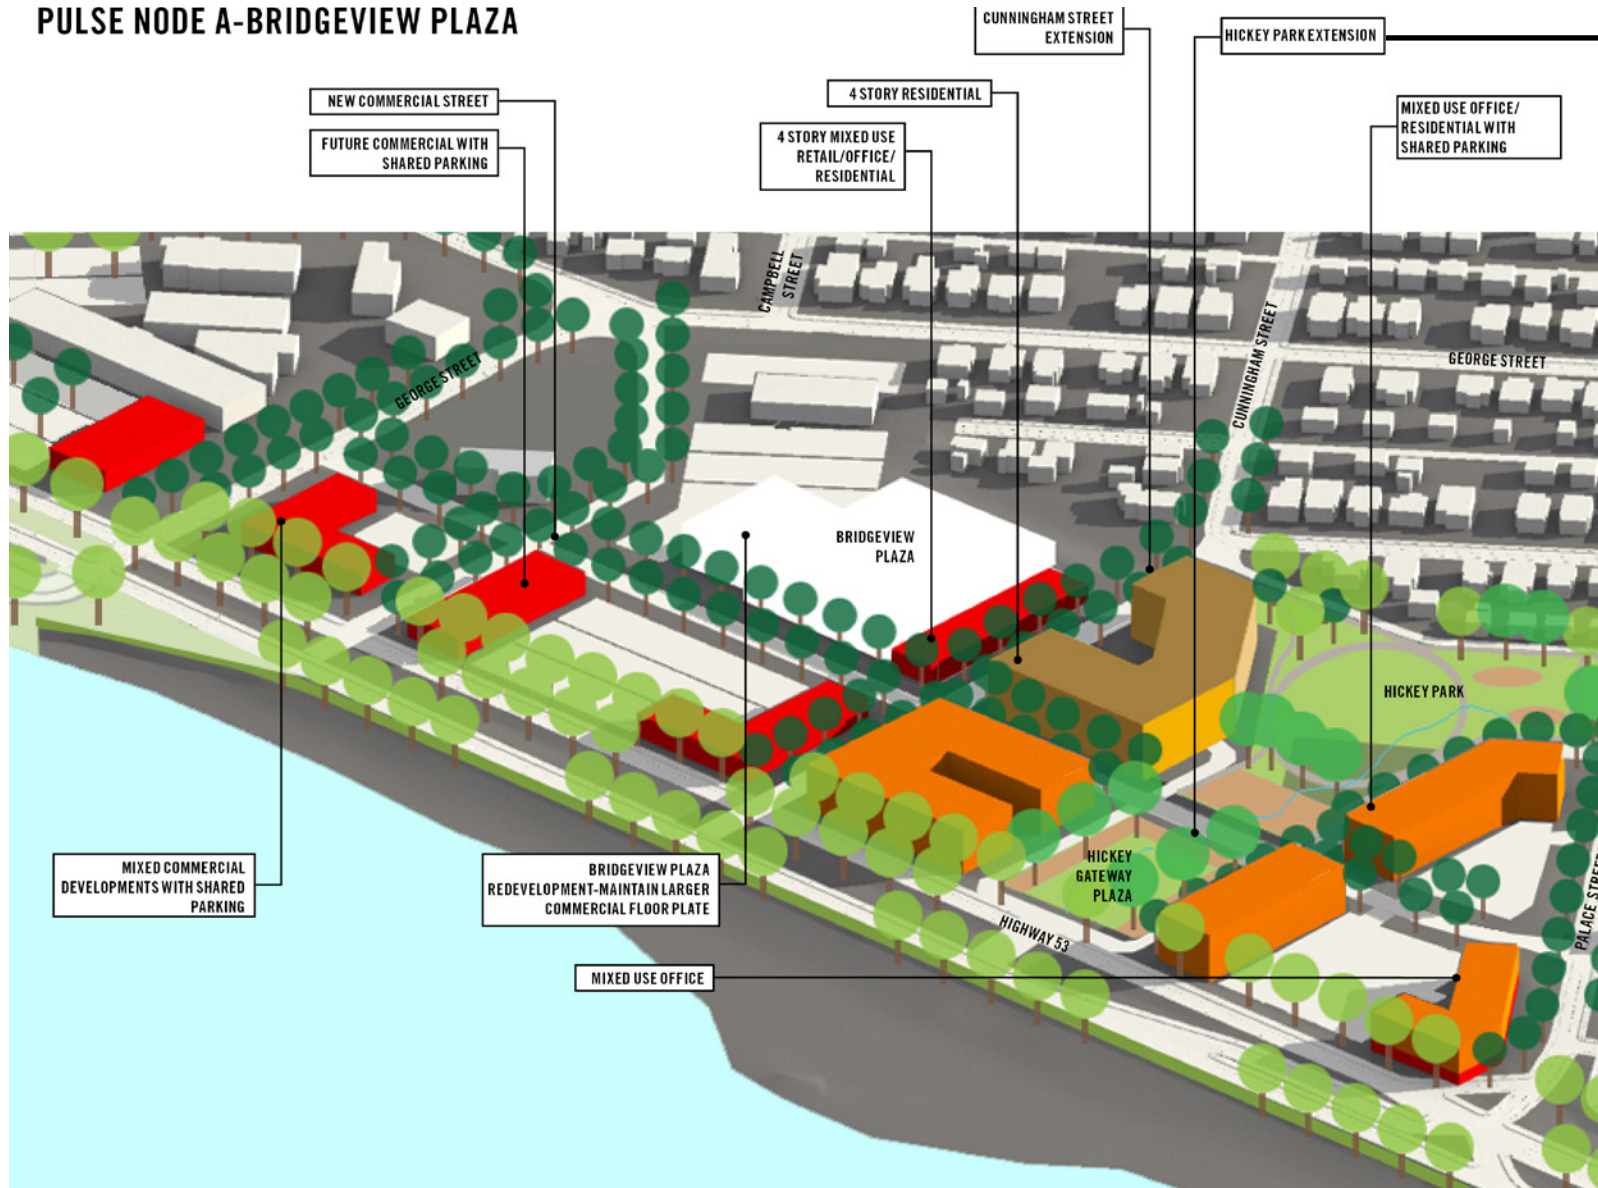 PULSE NODE A-BRIDGEVIEW PLAZA
CUNNINGHAM STREET
EXTENSION
HICKEY PARK EXTENSION
NEW COMMERCIAL STREET
4 STORY RESIDENTIAL
MIXED USE OFFICE/
RESIDENTIAL WITH
SHARED PARKING
FUTURE COMMERCIAL WITH
SHARED PARKING
4 STORY MIXED USE
RETAIL/OFFICE/
RESIDENTIAL
CAMPBELL
STREET
CUNNINGHAM STREET
GEORGE STREET
GEORGE STREET
BRIDGEVIEW
PLAZA
HICKEY PARK
HICKEY
GATEWAY
PLAZA
PALACE STREET
HIGHWAY 53
MIXED COMMERCIAL
DEVELOPMENTS WITH SHARED
PARKING
BRIDGEVIEW PLAZA
REDEVELOPMENT-MAINTAIN LARGER
COMMERCIAL FLOOR PLATE
MIXED USE OFFICE